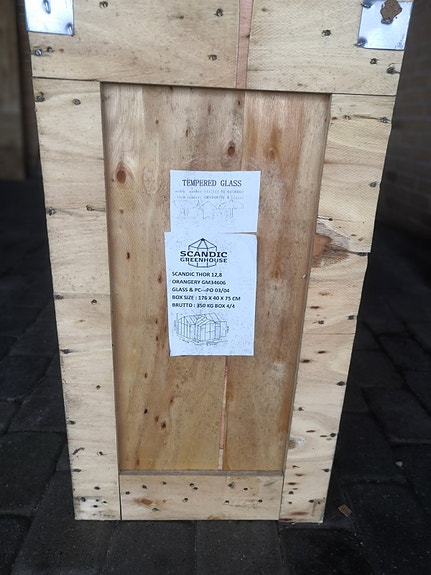 TEMPERED GLASS
SCANDIC
GREENHOUSE
SCANDIC THOR 12,8
ORANGERY GM34606
GLASS & PC--PO 03/04
BOX SIZE : 176 X 40 X 75 CM
BRUTTO : 350 KG BOX 4/4